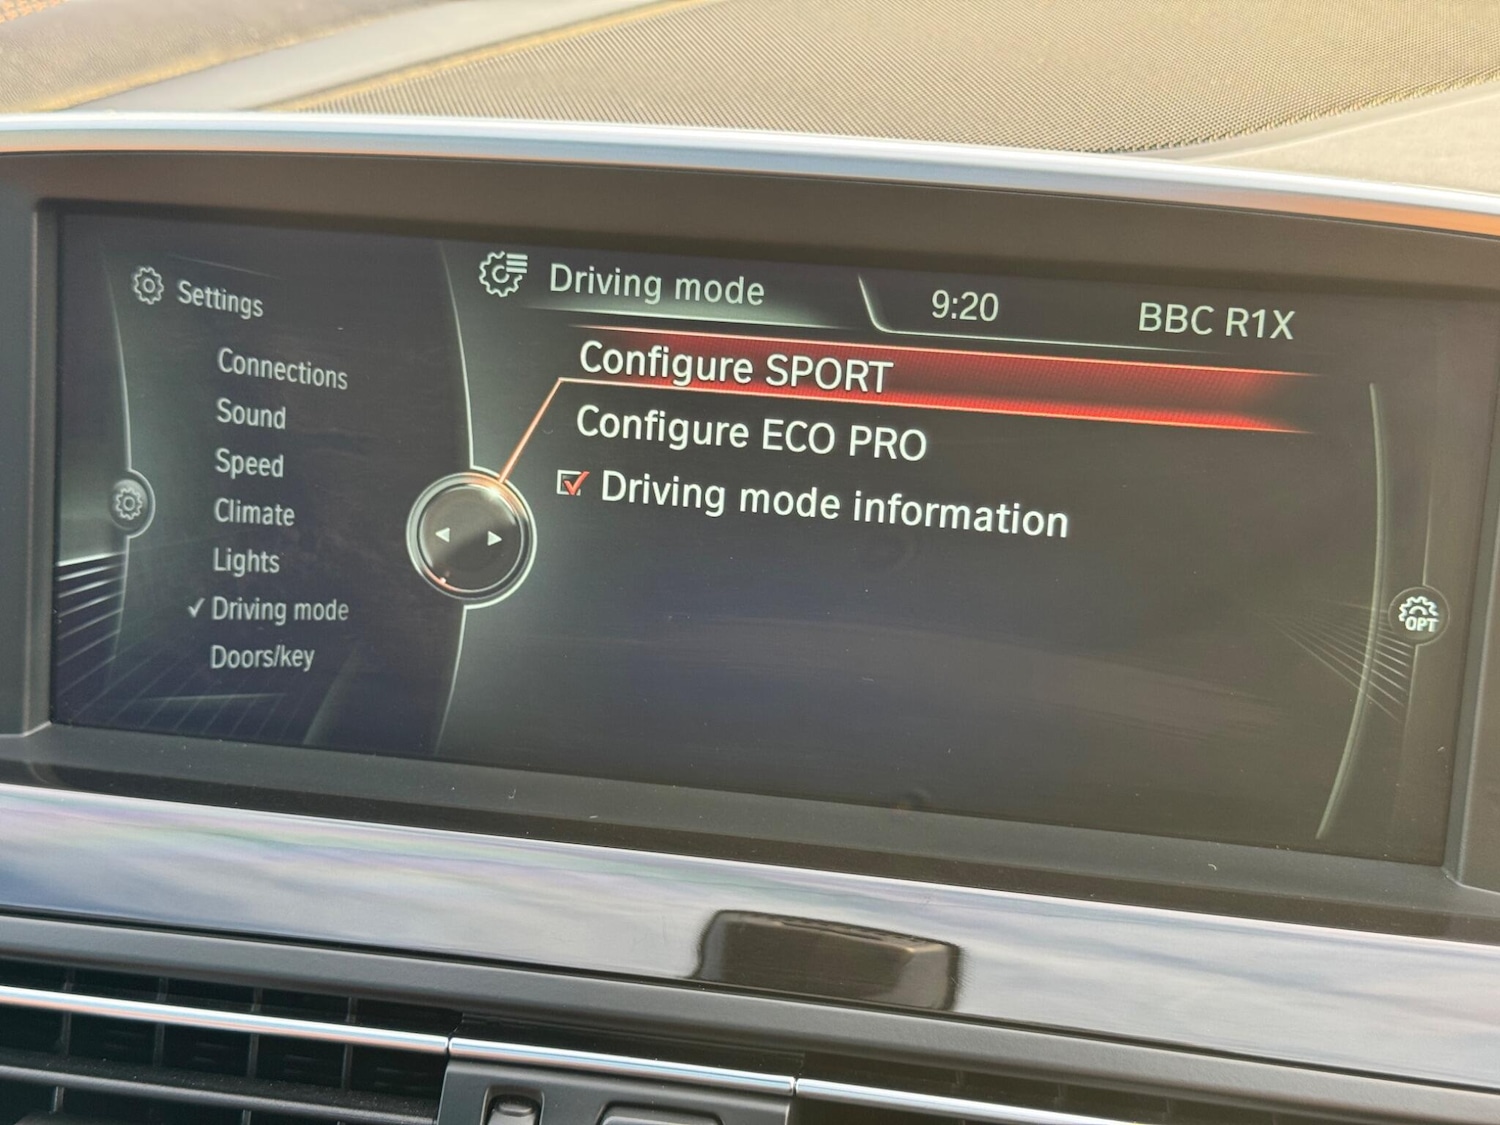 Settings
Connections
Sound
Speed
Climate
Lights
Driving mode
Doors/key
Driving mode
9:20
BBC R1X
Configure SPORT
Configure ECO PRO
Driving mode information
OPT